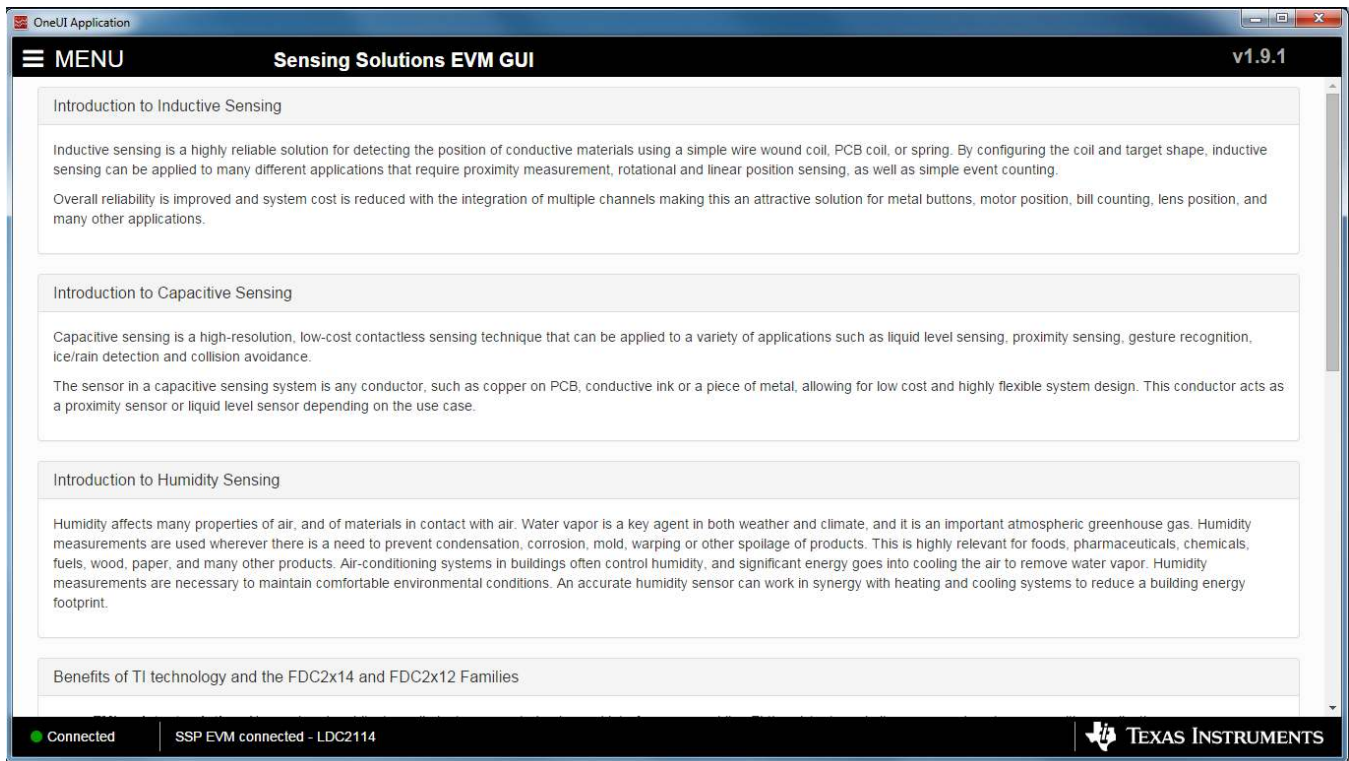 OneUI Application
MENU
Sensing Solutions EVM GUI
v1.9.1
Introduction to Inductive Sensing
Inductive sensing is a highly reliable solution for detecting the position of conductive materials using a simple wire wound coil, PCB coil, or spring. By configuring the coil and target shape, inductive
sensing can be applied to many different applications that require proximity measurement, rotational and linear position sensing, as well as simple event counting.
Overall reliability is improved and system cost is reduced with the integration of multiple channels making this an attractive solution for metal buttons, motor position, bill counting, lens position, and
many other applications.
Introduction to Capacitive Sensing
Capacitive sensing is a high-resolution, low-cost contactless sensing technique that can be applied to a variety of applications such as liquid level sensing, proximity sensing, gesture recognition,
ice/rain detection and collision avoidance.
The sensor in a capacitive sensing system is any conductor, such as copper on PCB, conductive ink or a piece of metal, allowing for low cost and highly flexible system design. This conductor acts as
a proximity sensor or liquid level sensor depending on the use case.
Introduction to Humidity Sensing
Humidity affects many properties of air, and of materials in contact with air. Water vapor is a key agent in both weather and climate, and it is an important atmospheric greenhouse gas. Humidity
measurements are used wherever there is a need to prevent condensation, corrosion, mold, warping or other spoilage of products. This is highly relevant for foods, pharmaceuticals, chemicals,
fuels, wood, paper, and many other products. Air-conditioning systems in buildings often control humidity, and significant energy goes into cooling the air to remove water vapor. Humidity
measurements are necessary to maintain comfortable environmental conditions. An accurate humidity sensor can work in synergy with heating and cooling systems to reduce a building energy
footprint.
Benefits of TI technology and the FDC2x14 and FDC2x12 Families
Connected
SSP EVM connected - LDC2114
TEXAS INSTRUMENTS